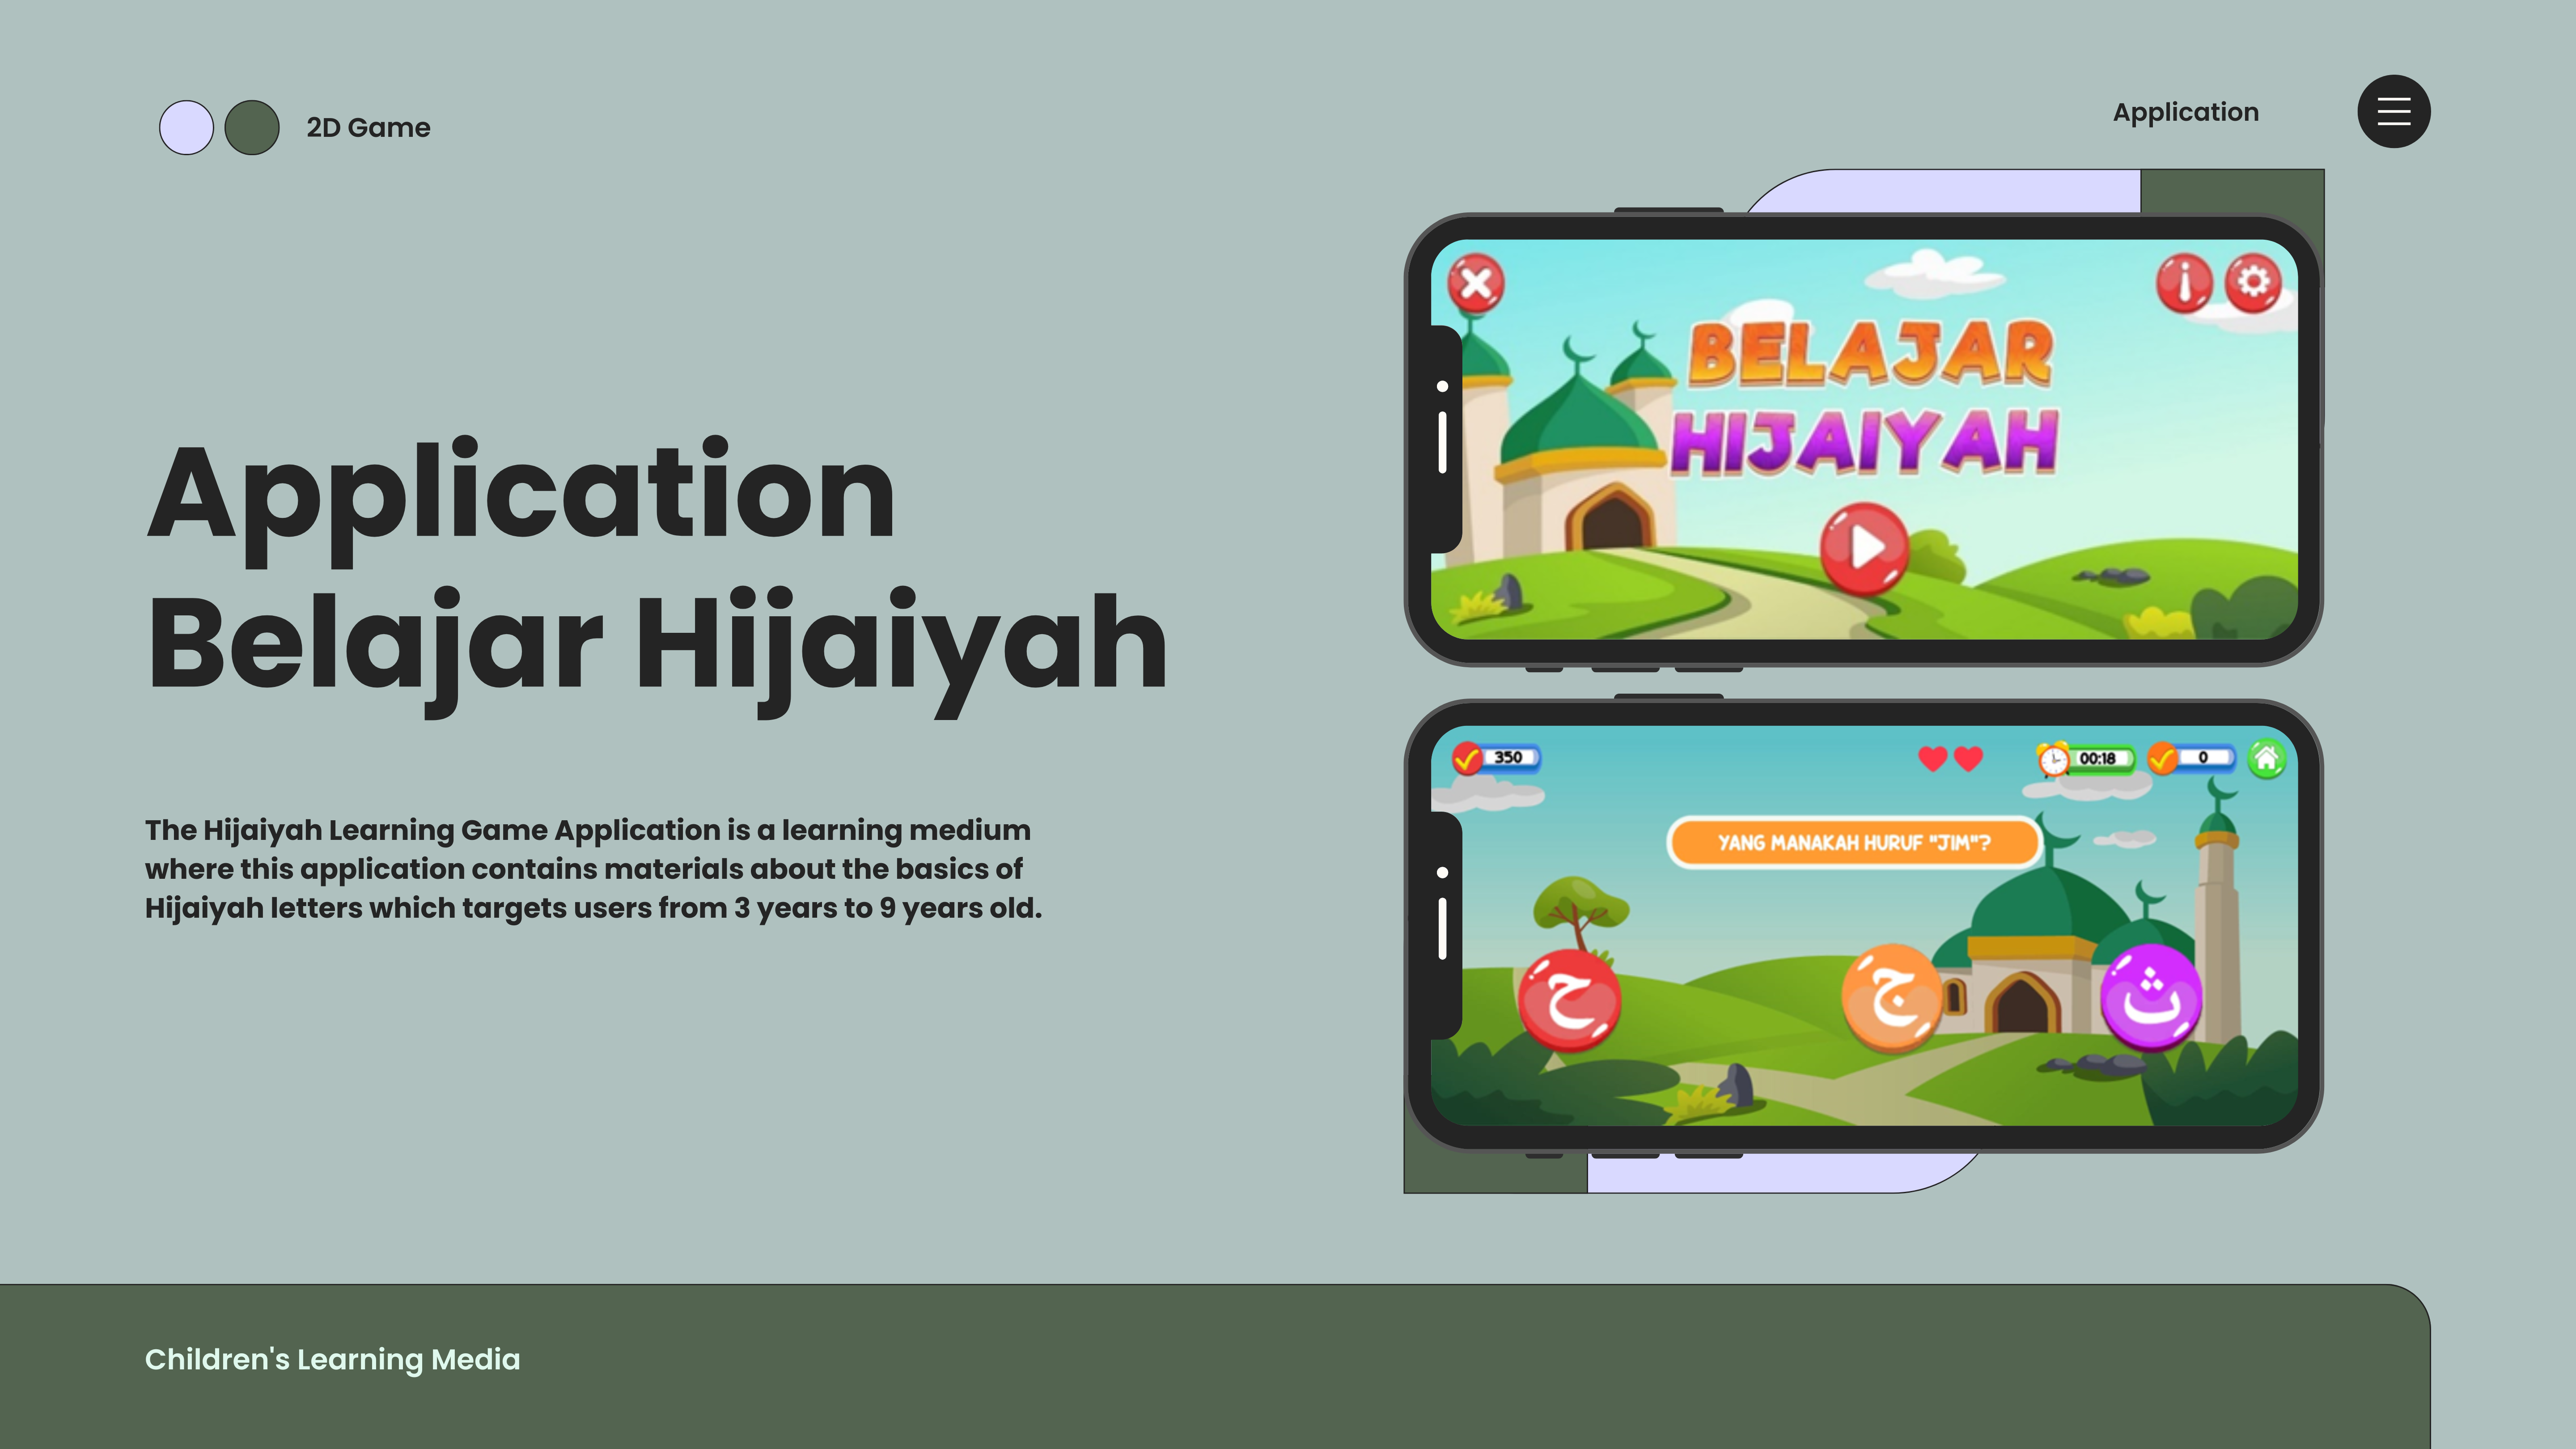 2D Game
Application
Application
Belajar Hijaiyah
The Hijaiyah Learning Game Application is a learning medium
where this application contains materials about the basics of
Hijaiyah letters which targets users from 3 years to 9 years old.
BELAJAR
HIJAIYAH
350
00:18
0
YANG MANAKAH HURUF "JIM"?
ح ج ث
Children's Learning Media